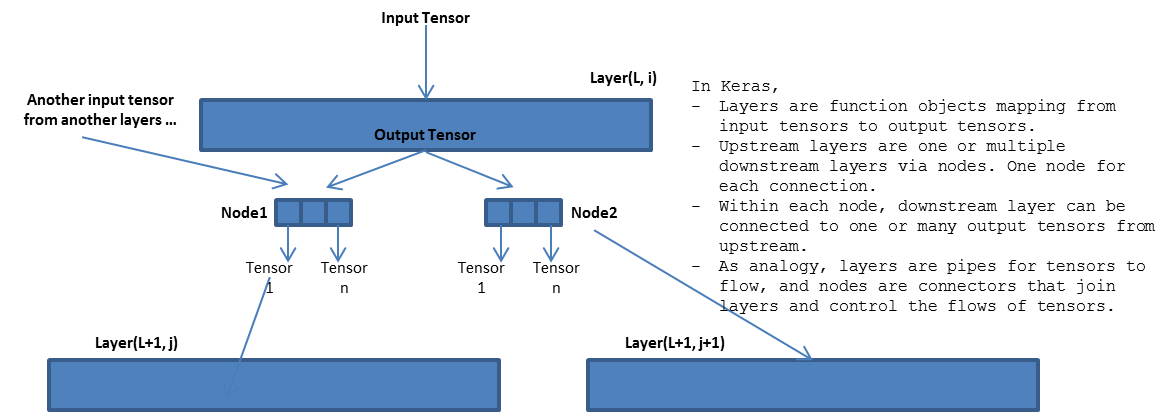 Input Tensor
Layer(L, i)
Another input tensor
from another layers ...
Output Tensor
Node1
Node2
Tensor
1
Tensor
n
Tensor
1
Tensor
n
Layer(L+1, j)
Layer(L+1, j+1)
In Keras,
- Layers are function objects mapping from
input tensors to output tensors.
- Upstream layers are one or multiple
downstream layers via nodes. One node for
each connection.
- Within each node, downstream layer can be
connected to one or many output tensors from
upstream.
- As analogy, layers are pipes for tensors to
flow, and nodes are connectors that join
layers and control the flows of tensors.